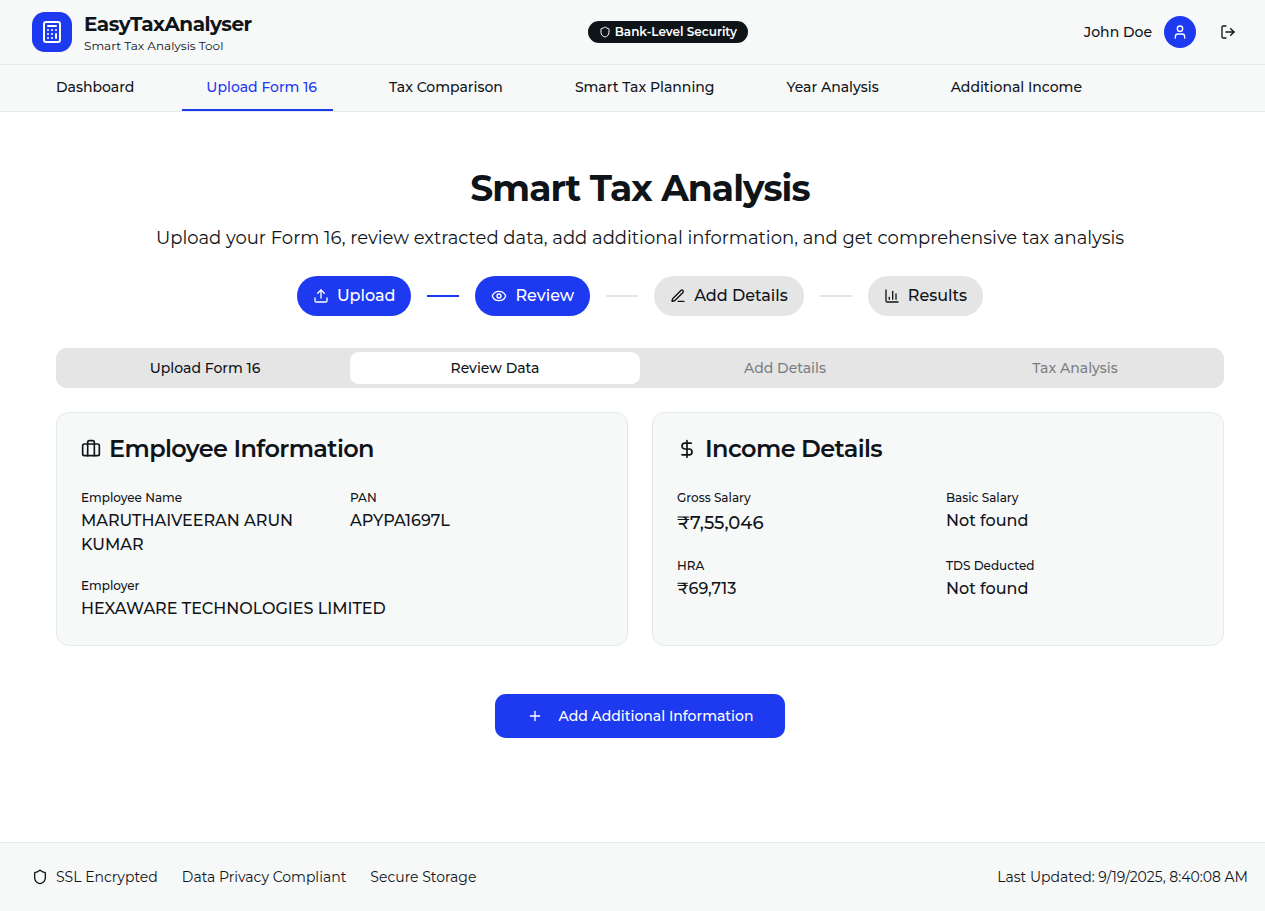 EasyTaxAnalyser
Smart Tax Analysis Tool
Bank-Level Security
John Doe
Dashboard
Upload Form 16
Tax Comparison
Smart Tax Planning
Year Analysis
Additional Income
Smart Tax Analysis
Upload your Form 16, review extracted data, add additional information, and get comprehensive tax analysis
Upload
Review
Add Details
Results
Upload Form 16
Review Data
Add Details
Tax Analysis
Employee Information
Employee Name
MARUTHAIVEERAN ARUN
KUMAR
PAN
APYPA1697L
Employer
HEXAWARE TECHNOLOGIES LIMITED
Income Details
Gross Salary
₹7,55,046
Basic Salary
Not found
HRA
₹69,713
TDS Deducted
Not found
Add Additional Information
SSL Encrypted
Data Privacy Compliant
Secure Storage
Last Updated: 9/19/2025, 8:40:08 AM